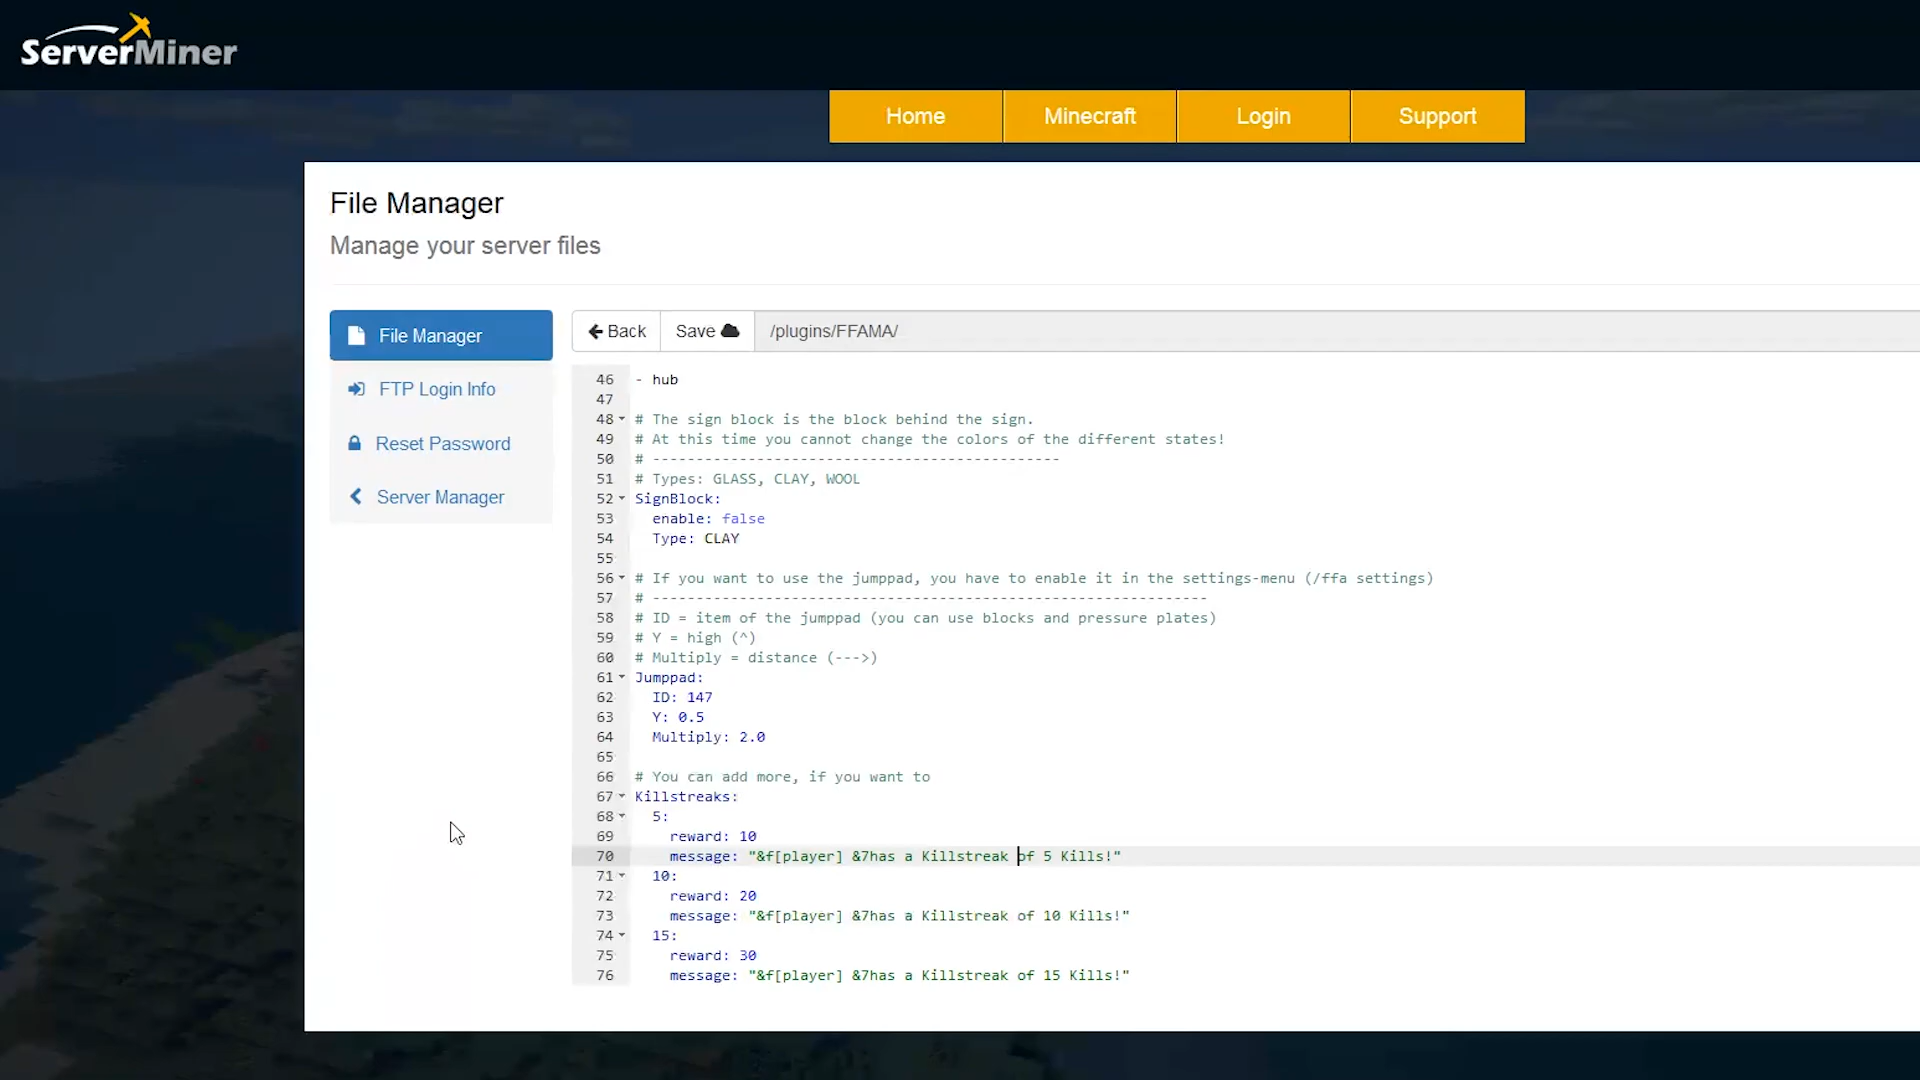 ServerMiner
Home
Minecraft
Login
Support
File Manager
Manage your server files
File Manager
FTP Login Info
Reset Password
Server Manager
Back
Save
/plugins/FFAMA/
46 - hub
47
48 # The sign block is the block behind the sign.
49 # At this time you cannot change the colors of the different states!
50 # -----------------------------------------------
51 # Types: GLASS, CLAY, WOOL
52 SignBlock:
53   enable: false
54   Type: CLAY
55
56 # If you want to use the jumppad, you have to enable it in the settings-menu (/ffa settings)
57 # ----------------------------------------------------------------
58 # ID = item of the jumppad (you can use blocks and pressure plates)
59 # Y = high (^)
60 # Multiply = distance (--->)
61 Jumppad:
62   ID: 147
63   Y: 0.5
64   Multiply: 2.0
65
66 # You can add more, if you want to
67 Killstreaks:
68   5:
69     reward: 10
70     message: "&f[player] &7has a Killstreak of 5 Kills!"
71   10:
72     reward: 20
73     message: "&f[player] &7has a Killstreak of 10 Kills!"
74   15:
75     reward: 30
76     message: "&f[player] &7has a Killstreak of 15 Kills!"